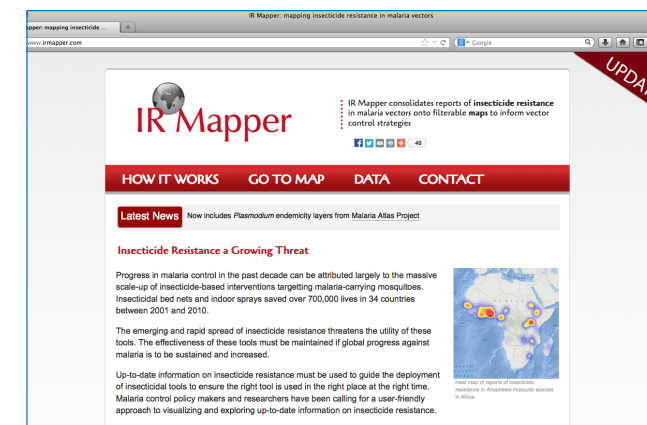 IR Mapper: mapping insecticide resistance in malaria vectors
apper: mapping insecticide ...
www.irmapper.com
Google
UPDA
IR Mapper
IR Mapper consolidates reports of insecticide resistance
in malaria vectors onto filterable maps to inform vector
control strategies
40
HOW IT WORKS GO TO MAP DATA CONTACT
Latest News Now includes Plasmodium endemicity layers from Malaria Atlas Project
Insecticide Resistance a Growing Threat
Progress in malaria control in the past decade can be attributed largely to the massive
scale-up of insecticide-based interventions targetting malaria-carrying mosquitoes.
Insecticidal bed nets and indoor sprays saved over 700,000 lives in 34 countries
between 2001 and 2010.
The emerging and rapid spread of insecticide resistance threatens the utility of these
tools. The effectiveness of these tools must be maintained if global progress against
malaria is to be sustained and increased.
Up-to-date information on insecticide resistance must be used to guide the deployment
of insecticidal tools to ensure the right tool is used in the right place at the right time.
Malaria control policy makers and researchers have been calling for a user-friendly
approach to visualizing and exploring up-to-date information on insecticide resistance.
Heat map of reports of insecticide
resistance in Anopheles mosquito species
in Africa.